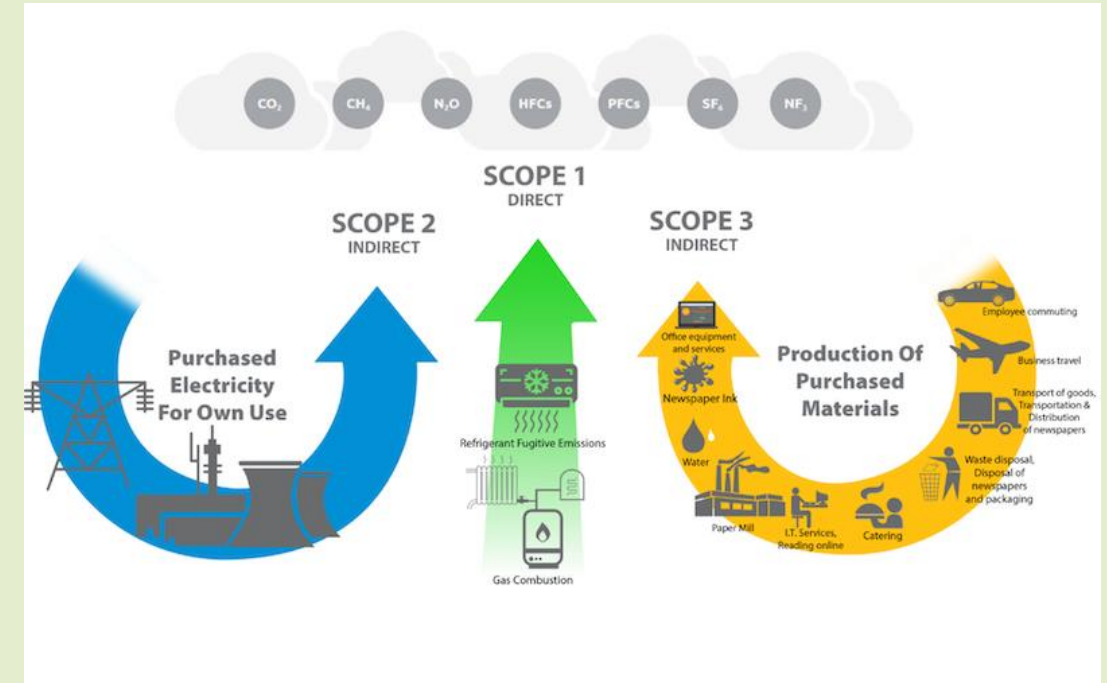 CO₂ CH₄ N₂O HFCs PFCs SF₆ NF₃
SCOPE 1
DIRECT
SCOPE 2
INDIRECT
SCOPE 3
INDIRECT
Purchased
Electricity
For Own Use
Refrigerant Fugitive Emissions
Gas Combustion
Production Of
Purchased
Materials
Office equipment
and services
Newspaper Ink
Water
Paper Mill
I.T. Services,
Reading online
Catering
Waste disposal,
Disposal of
newspapers
and packaging
Transport of goods,
Transportation &
Distribution
of newspapers
Business travel
Employee commuting